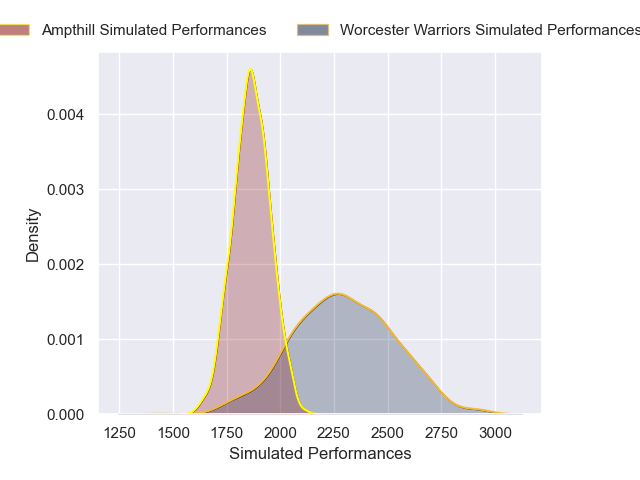 Ampthill Simulated Performances Worcester Warriors Simulated Performances
0.004
0.003
Density
0.002
0.001
0.000
1250 1500 1750 2000 2250 2500 2750 3000
Simulated Performances